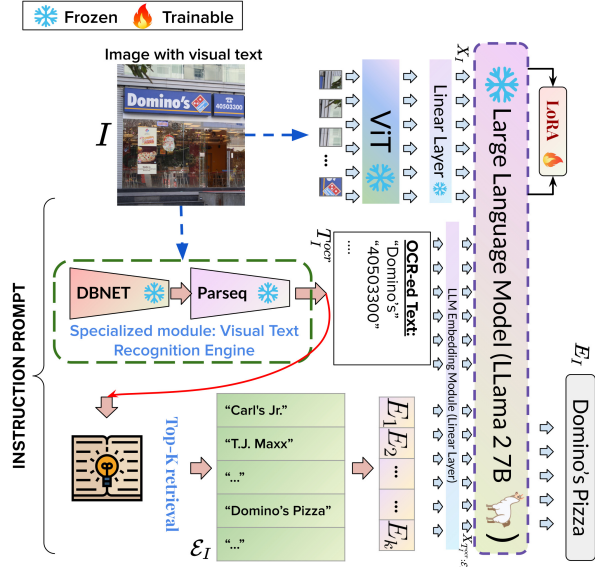 Frozen
Trainable
Image with visual text
I
Domino's
40503300
...
ViT
Linear Layer
X_I
Large Language Model (LLama 2 7B
)
LoRA
INSTRUCTION PROMPT
DBNET
Parseq
Specialized module: Visual Text
Recognition Engine
T_I^{ocr}
OCR-ed Text:
"Domino's"
"40503300"
....
LLM Embedding Module (Linear Layer)
Top-K retrieval
“Carl's Jr.”
“T.J. Maxx”
“...”
“Domino’s Pizza”
“...”
ℰ_I
E_1
E_2
...
...
E_k
E_I
Domino’s Pizza